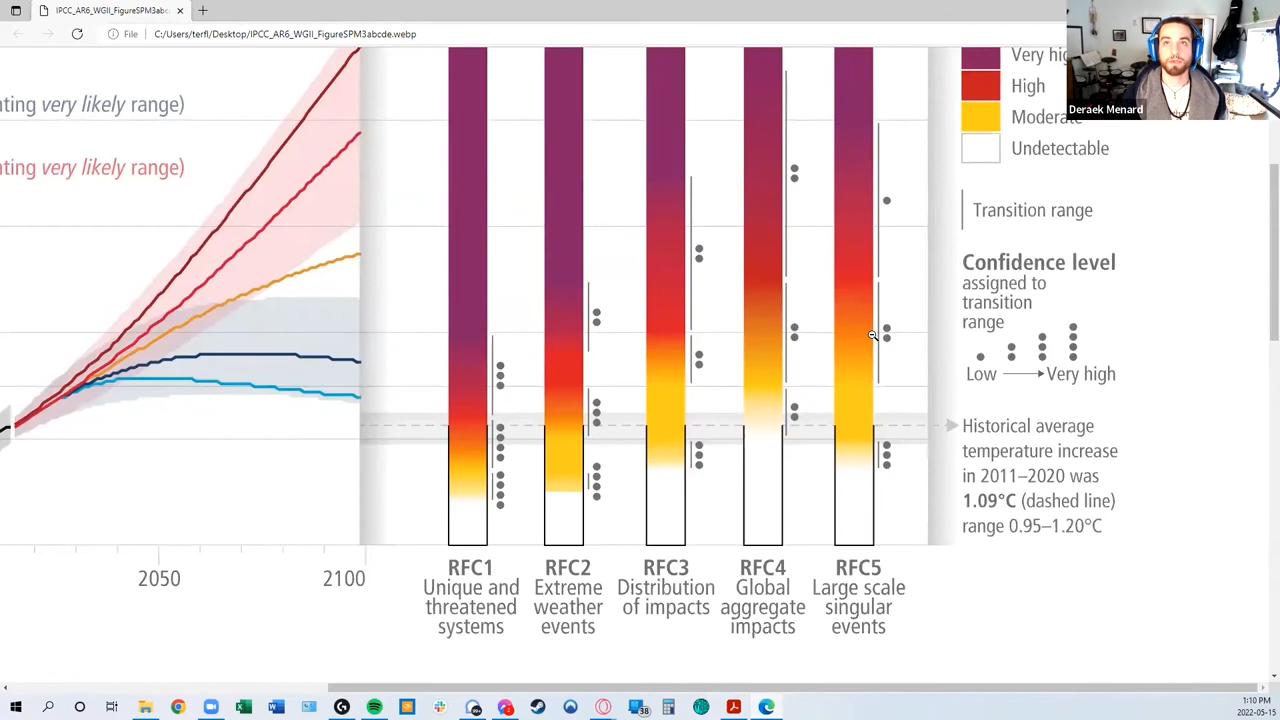 IPCC_AR6_WGII_FigureSPM3abc
File C:/Users/terfl/Desktop/IPCC_AR6_WGII_FigureSPM3abcde.webp
very likely range)
very likely range)
2050
2100
RFC1
Unique and
threatened
systems
RFC2
Extreme
weather
events
RFC3
Distribution
of impacts
RFC4
Global
aggregate
impacts
RFC5
Large scale
singular
events
Very
High
Moderate
Undetectable
Transition range
Confidence level
assigned to
transition
range
Low
Very high
Historical average
temperature increase
in 2011–2020 was
1.09°C (dashed line)
range 0.95–1.20°C
Deraek Menard
38
1:10 PM
2022-05-15